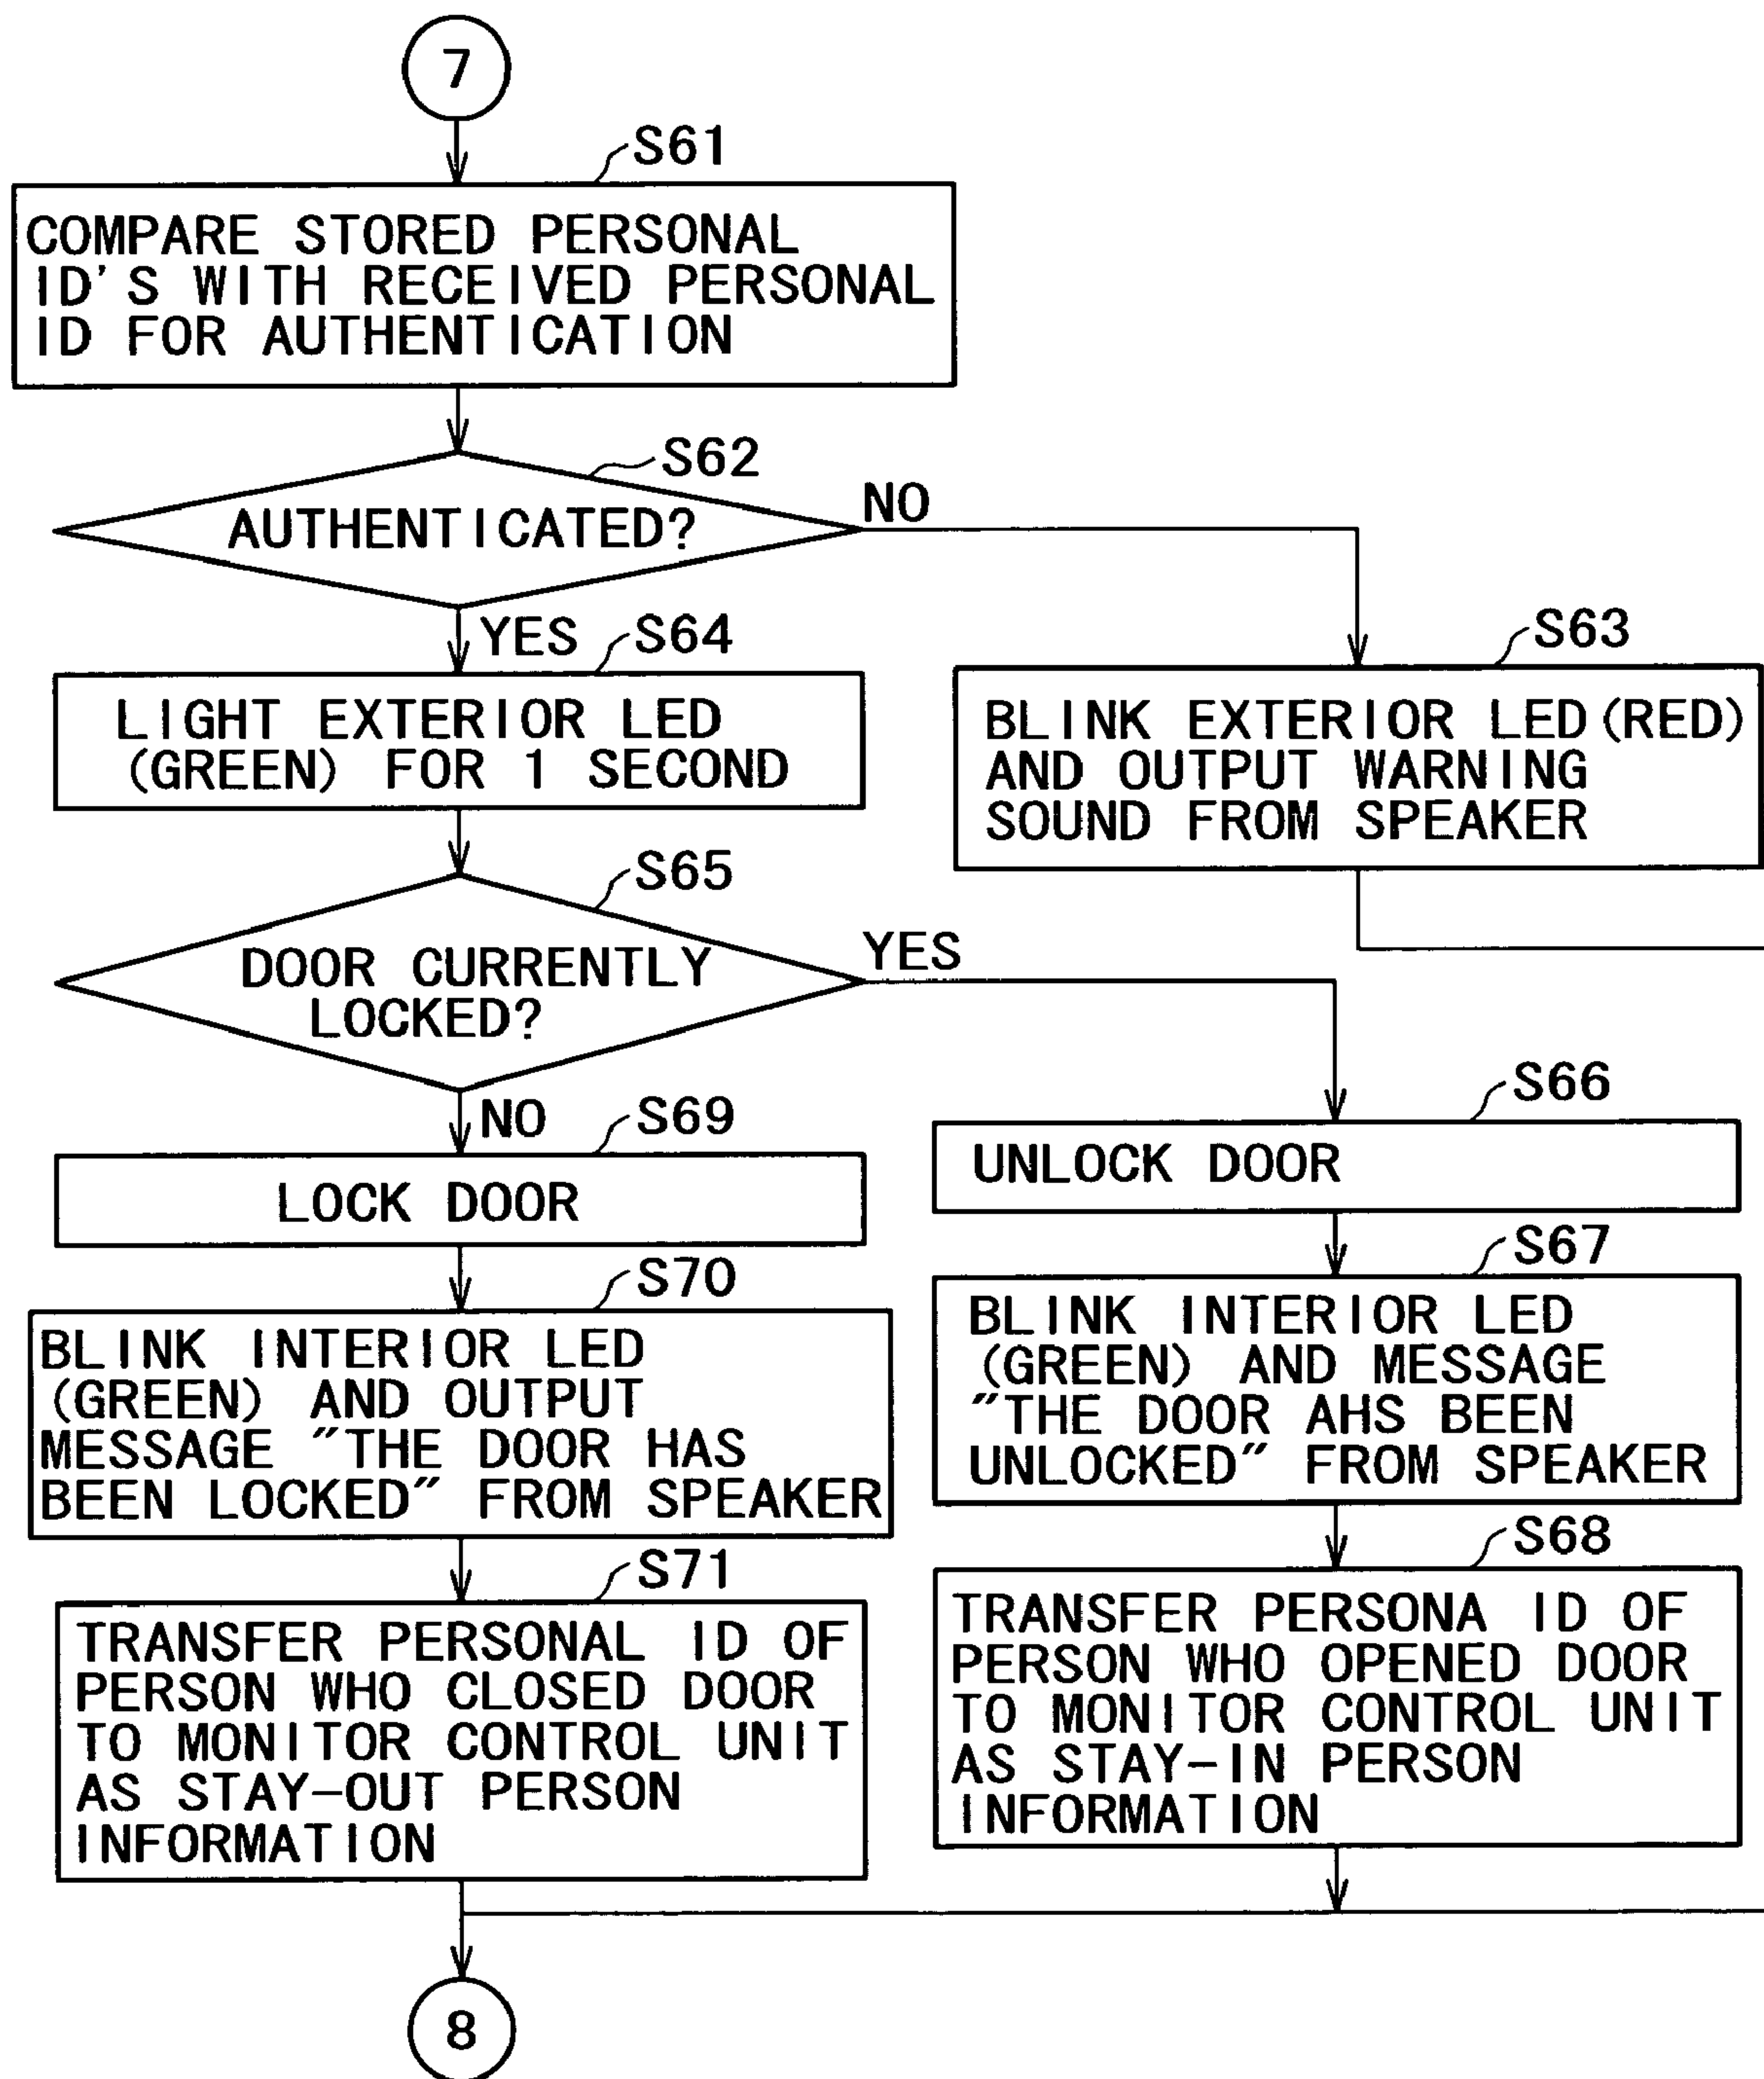 7
S61
COMPARE STORED PERSONAL
ID'S WITH RECEIVED PERSONAL
ID FOR AUTHENTICATION
S62
AUTHENTICATED?
NO
YES
S64
LIGHT EXTERIOR LED
(GREEN) FOR 1 SECOND
S63
BLINK EXTERIOR LED (RED)
AND OUTPUT WARNING
SOUND FROM SPEAKER
S65
DOOR CURRENTLY
LOCKED?
YES
NO
S69
LOCK DOOR
S66
UNLOCK DOOR
S70
BLINK INTERIOR LED
(GREEN) AND OUTPUT
MESSAGE "THE DOOR HAS
BEEN LOCKED" FROM SPEAKER
S67
BLINK INTERIOR LED
(GREEN) AND MESSAGE
"THE DOOR AHS BEEN
UNLOCKED" FROM SPEAKER
S71
TRANSFER PERSONAL ID OF
PERSON WHO CLOSED DOOR
TO MONITOR CONTROL UNIT
AS STAY-OUT PERSON
INFORMATION
S68
TRANSFER PERSONA ID OF
PERSON WHO OPENED DOOR
TO MONITOR CONTROL UNIT
AS STAY-IN PERSON
INFORMATION
8